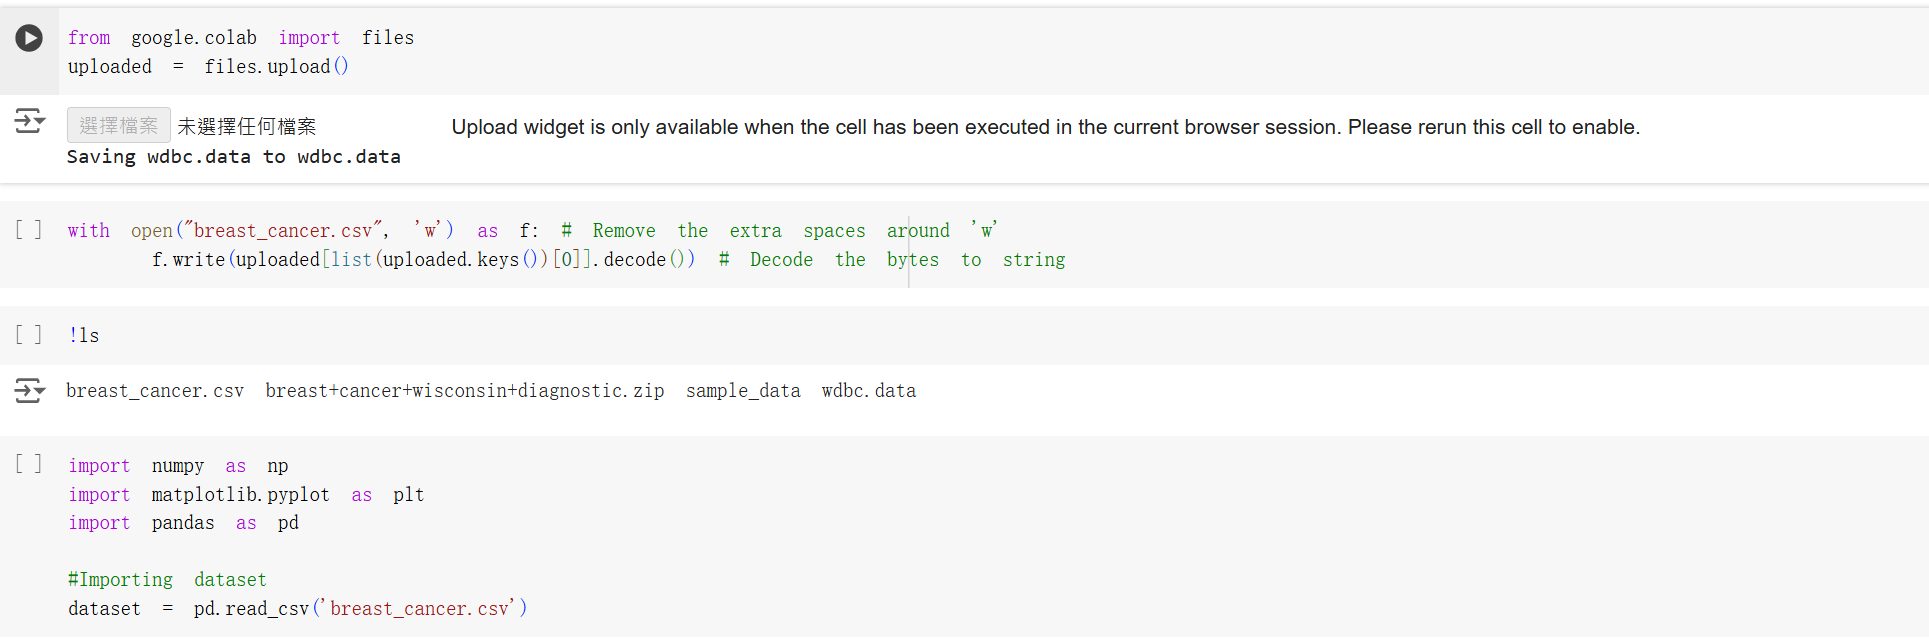 from google.colab import files
uploaded = files.upload()
選擇檔案 未選擇任何檔案 Upload widget is only available when the cell has been executed in the current browser session. Please rerun this cell to enable.
Saving wdbc.data to wdbc.data
[ ] with open("breast_cancer.csv", 'w') as f: # Remove the extra spaces around 'w'
f.write(uploaded[list(uploaded.keys())[0]].decode()) # Decode the bytes to string
[ ] !ls
breast_cancer.csv breast+cancer+wisconsin+diagnostic.zip sample_data wdbc.data
[ ] import numpy as np
import matplotlib.pyplot as plt
import pandas as pd
#Importing dataset
dataset = pd.read_csv('breast_cancer.csv')